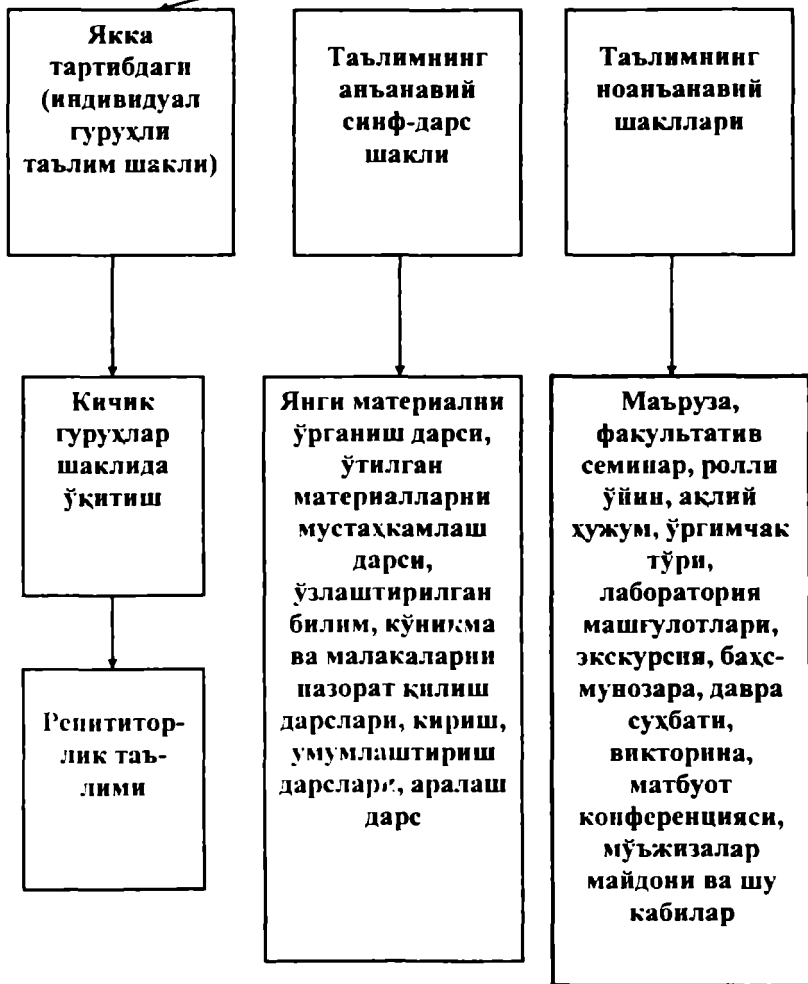 Якка
тартибдаги
(индивидуал
гуруҳли
таълим шакли)
Таълимнинг
анъанавий
синф-дарс
шакли
Таълимнинг
ноанъанавий
шакллари
Кичик
гуруҳлар
шаклида
ўқитиш
Репититор-
лик таъ-
лими
Янги материални
ўрганиш дарси,
ўтилган
материалларни
мустаҳкамлаш
дарси,
ўзлаштирилган
билим, кўникма
ва малакаларни
назорат қилиш
дарслари, кириш,
умумлаштириш
дарслари, аралаш
дарс
Маъруза,
факультатив
семинар, ролли
ўйин, ақлий
ҳужум, ўргимчак
тўри,
лаборатория
машғулотлари,
экскурсия, баҳс-
мунозара, давра
суҳбати,
викторина,
матбуот
конференцияси,
мўъжизалар
майдони ва шу
кабилар